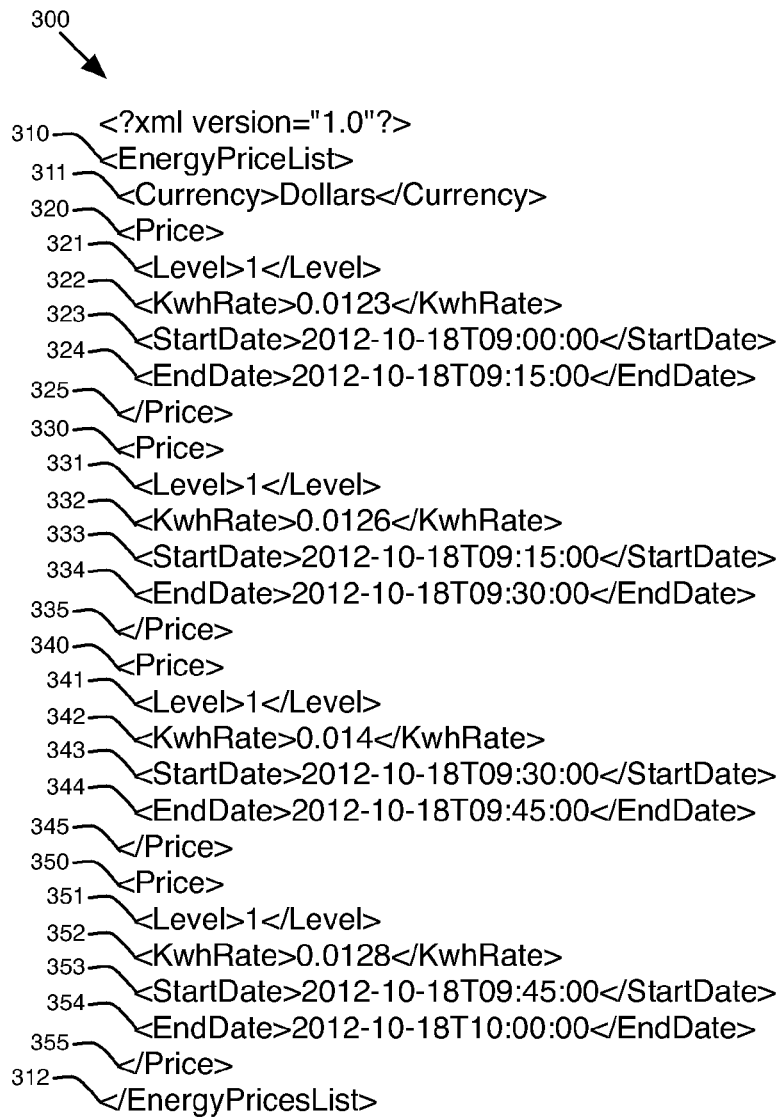 300
<?xml version="1.0"?>
310 <EnergyPriceList>
311 <Currency>Dollars</Currency>
320 <Price>
321 <Level>1</Level>
322 <KwhRate>0.0123</KwhRate>
323 <StartDate>2012-10-18T09:00:00</StartDate>
324 <EndDate>2012-10-18T09:15:00</EndDate>
325 </Price>
330 <Price>
331 <Level>1</Level>
332 <KwhRate>0.0126</KwhRate>
333 <StartDate>2012-10-18T09:15:00</StartDate>
334 <EndDate>2012-10-18T09:30:00</EndDate>
335 </Price>
340 <Price>
341 <Level>1</Level>
342 <KwhRate>0.014</KwhRate>
343 <StartDate>2012-10-18T09:30:00</StartDate>
344 <EndDate>2012-10-18T09:45:00</EndDate>
345 </Price>
350 <Price>
351 <Level>1</Level>
352 <KwhRate>0.0128</KwhRate>
353 <StartDate>2012-10-18T09:45:00</StartDate>
354 <EndDate>2012-10-18T10:00:00</EndDate>
355 </Price>
312 </EnergyPricesList>